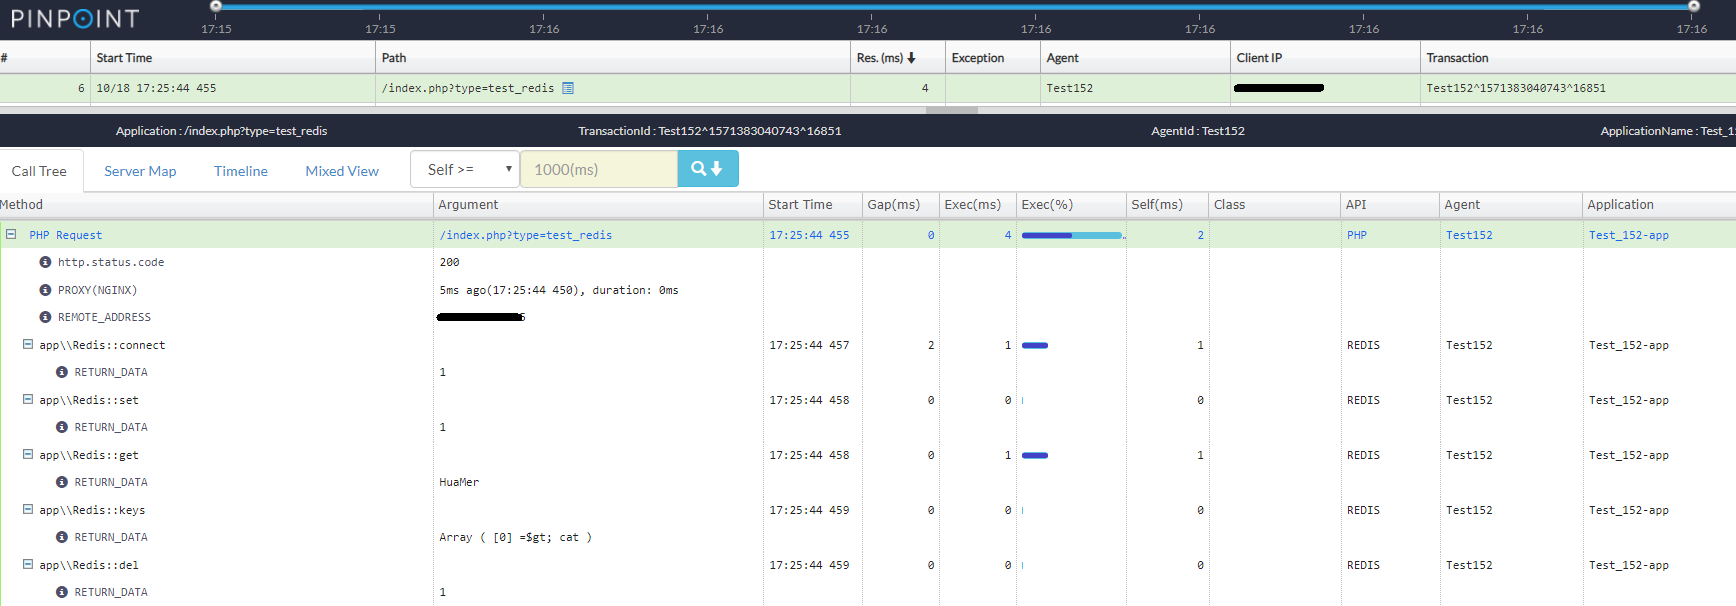 PINPOINT
17:15 17:15 17:16 17:16 17:16 17:16 17:16 17:16 17:16 17:16
# Start Time Path Res. (ms) Exception Agent Client IP Transaction
6 10/18 17:25:44 455 /index.php?type=test_redis 4 Test152 Test152^1571383040743^16851
Application : /index.php?type=test_redis TransactionId : Test152^1571383040743^16851 AgentId : Test152 ApplicationName : Test_1
Call Tree Server Map Timeline Mixed View Self >= 1000(ms)
Method Argument Start Time Gap(ms) Exec(ms) Exec(%) Self(ms) Class API Agent Application
PHP Request /index.php?type=test_redis 17:25:44 455 0 4 2 PHP Test152 Test_152-app
http.status.code 200
PROXY(NGINX) 5ms ago(17:25:44 450), duration: 0ms
REMOTE_ADDRESS
app\\Redis::connect 17:25:44 457 2 1 1 REDIS Test152 Test_152-app
RETURN_DATA 1
app\\Redis::set 17:25:44 458 0 0 0 REDIS Test152 Test_152-app
RETURN_DATA 1
app\\Redis::get 17:25:44 458 0 1 1 REDIS Test152 Test_152-app
RETURN_DATA HuaMer
app\\Redis::keys 17:25:44 459 0 0 0 REDIS Test152 Test_152-app
RETURN_DATA Array ( [0] =$gt; cat )
app\\Redis::del 17:25:44 459 0 0 0 REDIS Test152 Test_152-app
RETURN_DATA 1